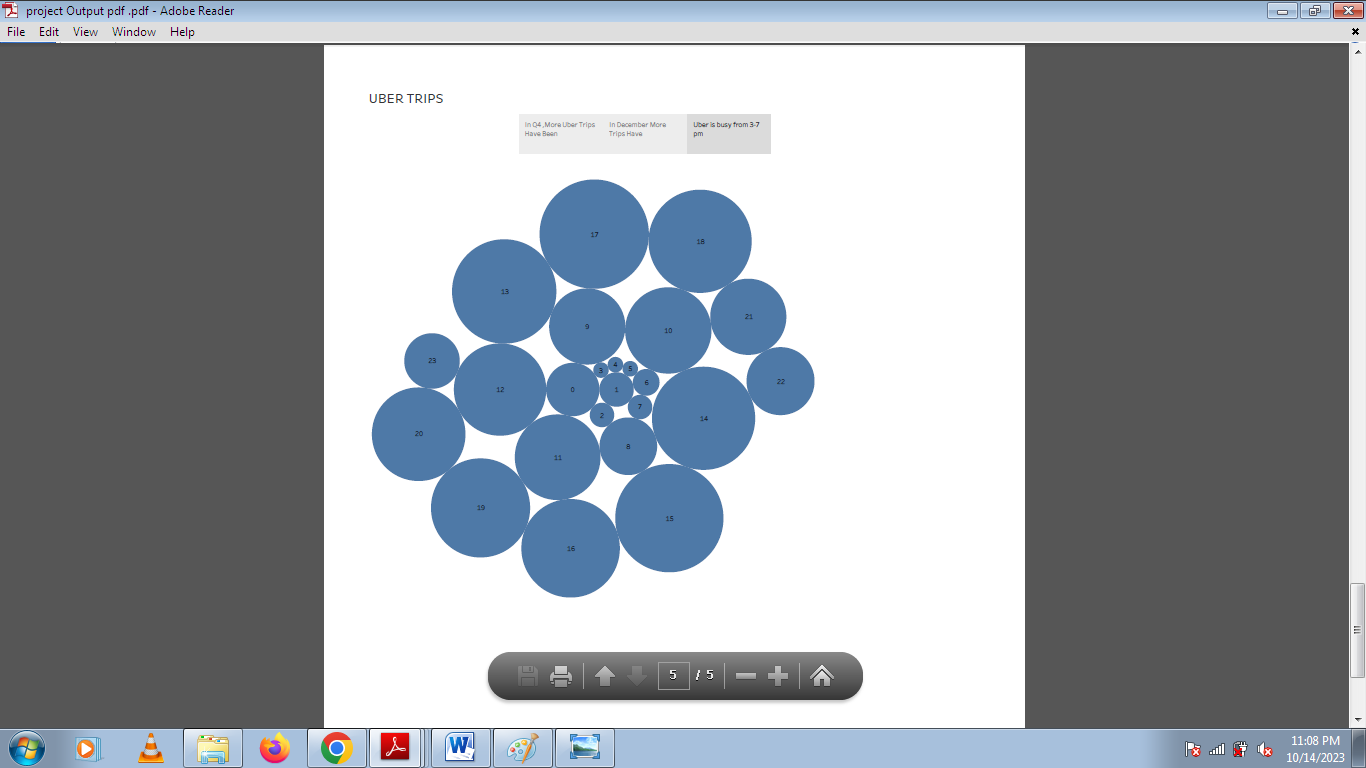 project Output pdf .pdf - Adobe Reader
File Edit View Window Help
UBER TRIPS
In Q4 ,More Uber Trips
Have Been
In December More
Trips Have
Uber is busy from 3-7
pm
17
18
13
21
9
10
23
4
5
3
22
6
12
0
1
7
2
14
20
8
11
19
15
16
5 / 5
11:08 PM
10/14/2023